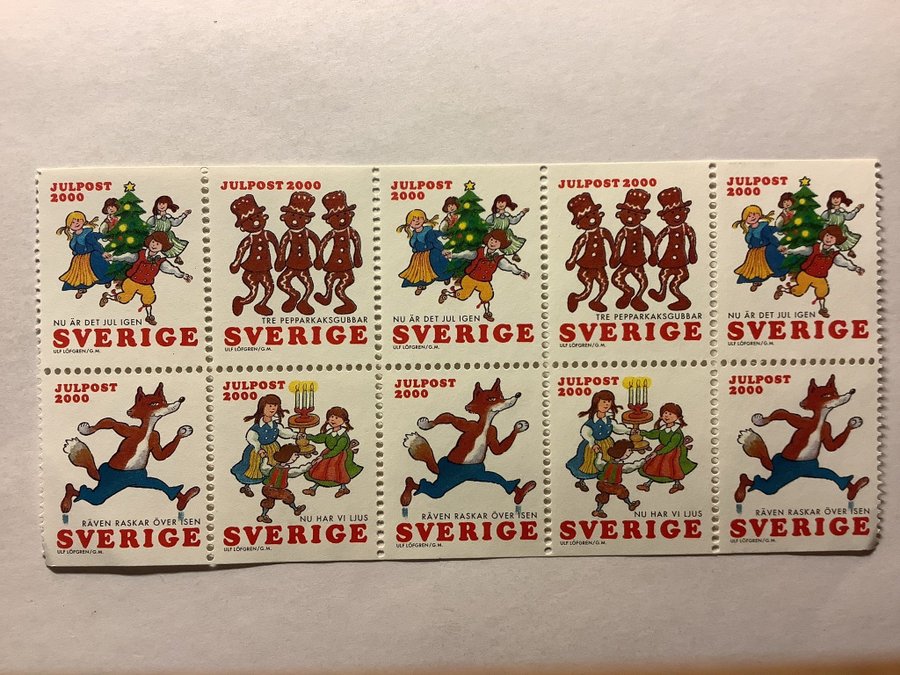 JULPOST
2000
NU ÄR DET JUL IGEN
SVERIGE
ULF LÖFGREN/G.M.
JULPOST 2000
TRE PEPPARKAKSGUBBAR
SVERIGE
ULF LÖFGREN/G.M.
JULPOST
2000
NU ÄR DET JUL IGEN
SVERIGE
ULF LÖFGREN/G.M.
JULPOST 2000
TRE PEPPARKAKSGUBBAR
SVERIGE
ULF LÖFGREN/G.M.
JULPOST
2000
NU ÄR DET JUL IGEN
SVERIGE
ULF LÖFGREN/G.M.
JULPOST
2000
RÄVEN RASKAR ÖVER ISEN
SVERIGE
ULF LÖFGREN/G.M.
JULPOST
2000
NU HAR VI LJUS
SVERIGE
ULF LÖFGREN/G.M.
JULPOST
2000
RÄVEN RASKAR ÖVER ISEN
SVERIGE
ULF LÖFGREN/G.M.
JULPOST
2000
NU HAR VI LJUS
SVERIGE
ULF LÖFGREN/G.M.
JULPOST
2000
RÄVEN RASKAR ÖVER ISEN
SVERIGE
ULF LÖFGREN/G.M.